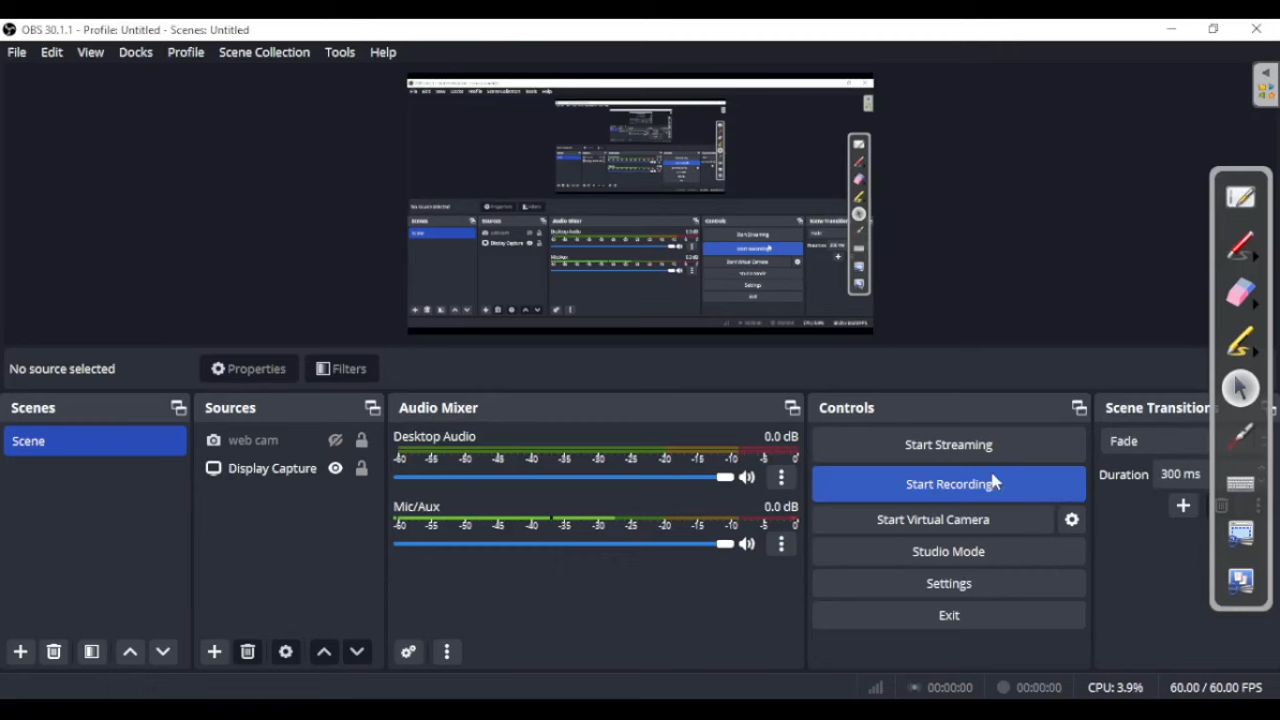 OBS 30.1.1 - Profile: Untitled - Scenes: Untitled
File Edit View Docks Profile Scene Collection Tools Help
No source selected Properties Filters
Scenes
Scene
Sources
web cam
Display Capture
Audio Mixer
Desktop Audio 0.0 dB
-60 -55 -50 -45 -40 -35 -30 -25 -20 -15 -10 -5 0
Mic/Aux 0.0 dB
-60 -55 -50 -45 -40 -35 -30 -25 -20 -15 -10 -5 0
Controls
Start Streaming
Start Recording
Start Virtual Camera
Studio Mode
Settings
Exit
Scene Transitions
Fade
Duration 300 ms
00:00:00 00:00:00 CPU: 3.9% 60.00 / 60.00 FPS